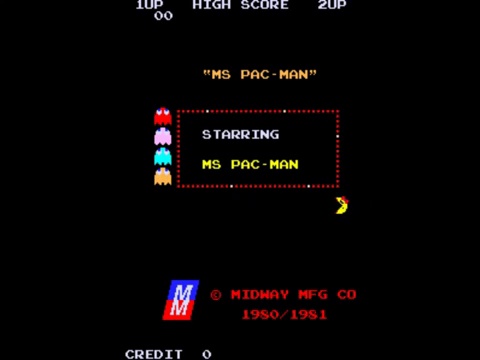 1UP HIGH SCORE 2UP
00
"MS PAC-MAN"
STARRING
MS PAC-MAN
MM
© MIDWAY MFG CO
1980/1981
CREDIT 0